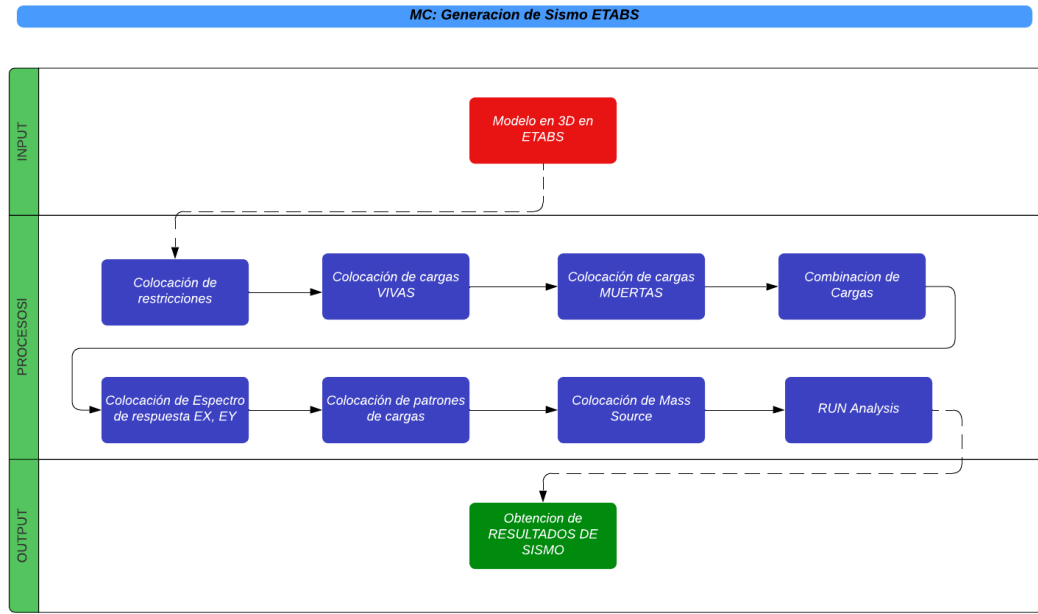 MC: Generacion de Sismo ETABS
INPUT
Modelo en 3D en
ETABS
PROCESOSI
Colocación de
restricciones
Colocación de cargas
VIVAS
Colocación de cargas
MUERTAS
Combinacion de
Cargas
Colocación de Espectro
de respuesta EX, EY
Colocación de patrones
de cargas
Colocación de Mass
Source
RUN Analysis
OUTPUT
Obtencion de
RESULTADOS DE
SISMO